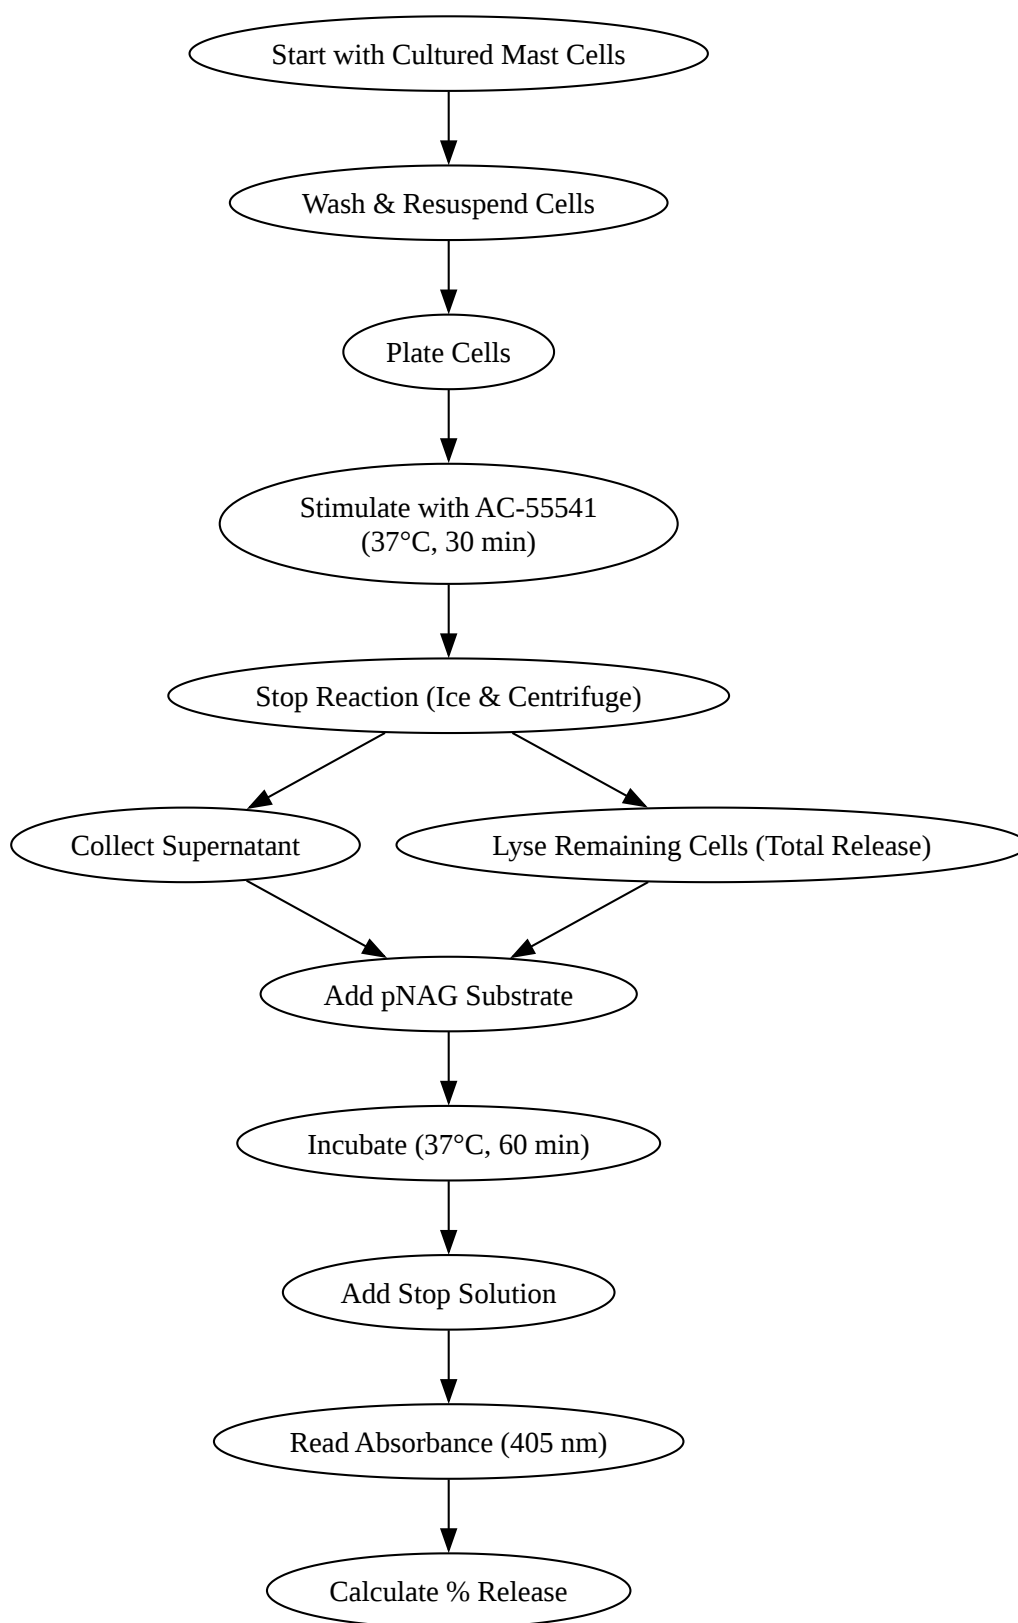 Start with Cultured Mast Cells
Wash & Resuspend Cells
Plate Cells
Stimulate with AC-55541
(37°C, 30 min)
Stop Reaction (Ice & Centrifuge)
Collect Supernatant
Lyse Remaining Cells (Total Release)
Add pNAG Substrate
Incubate (37°C, 60 min)
Add Stop Solution
Read Absorbance (405 nm)
Calculate % Release